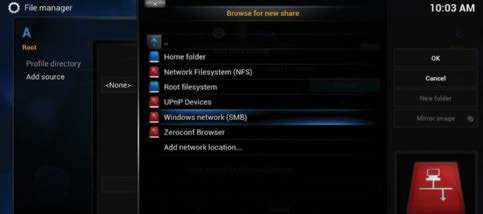 File manager
Browse for new share
10:03 AM
A
Root
Profile directory
Add source
<None>
..
Home folder
Network Filesystem (NFS)
Root filesystem
UPnP Devices
Windows network (SMB)
Zeroconf Browser
Add network location...
OK
Cancel
New folder
Mirror image